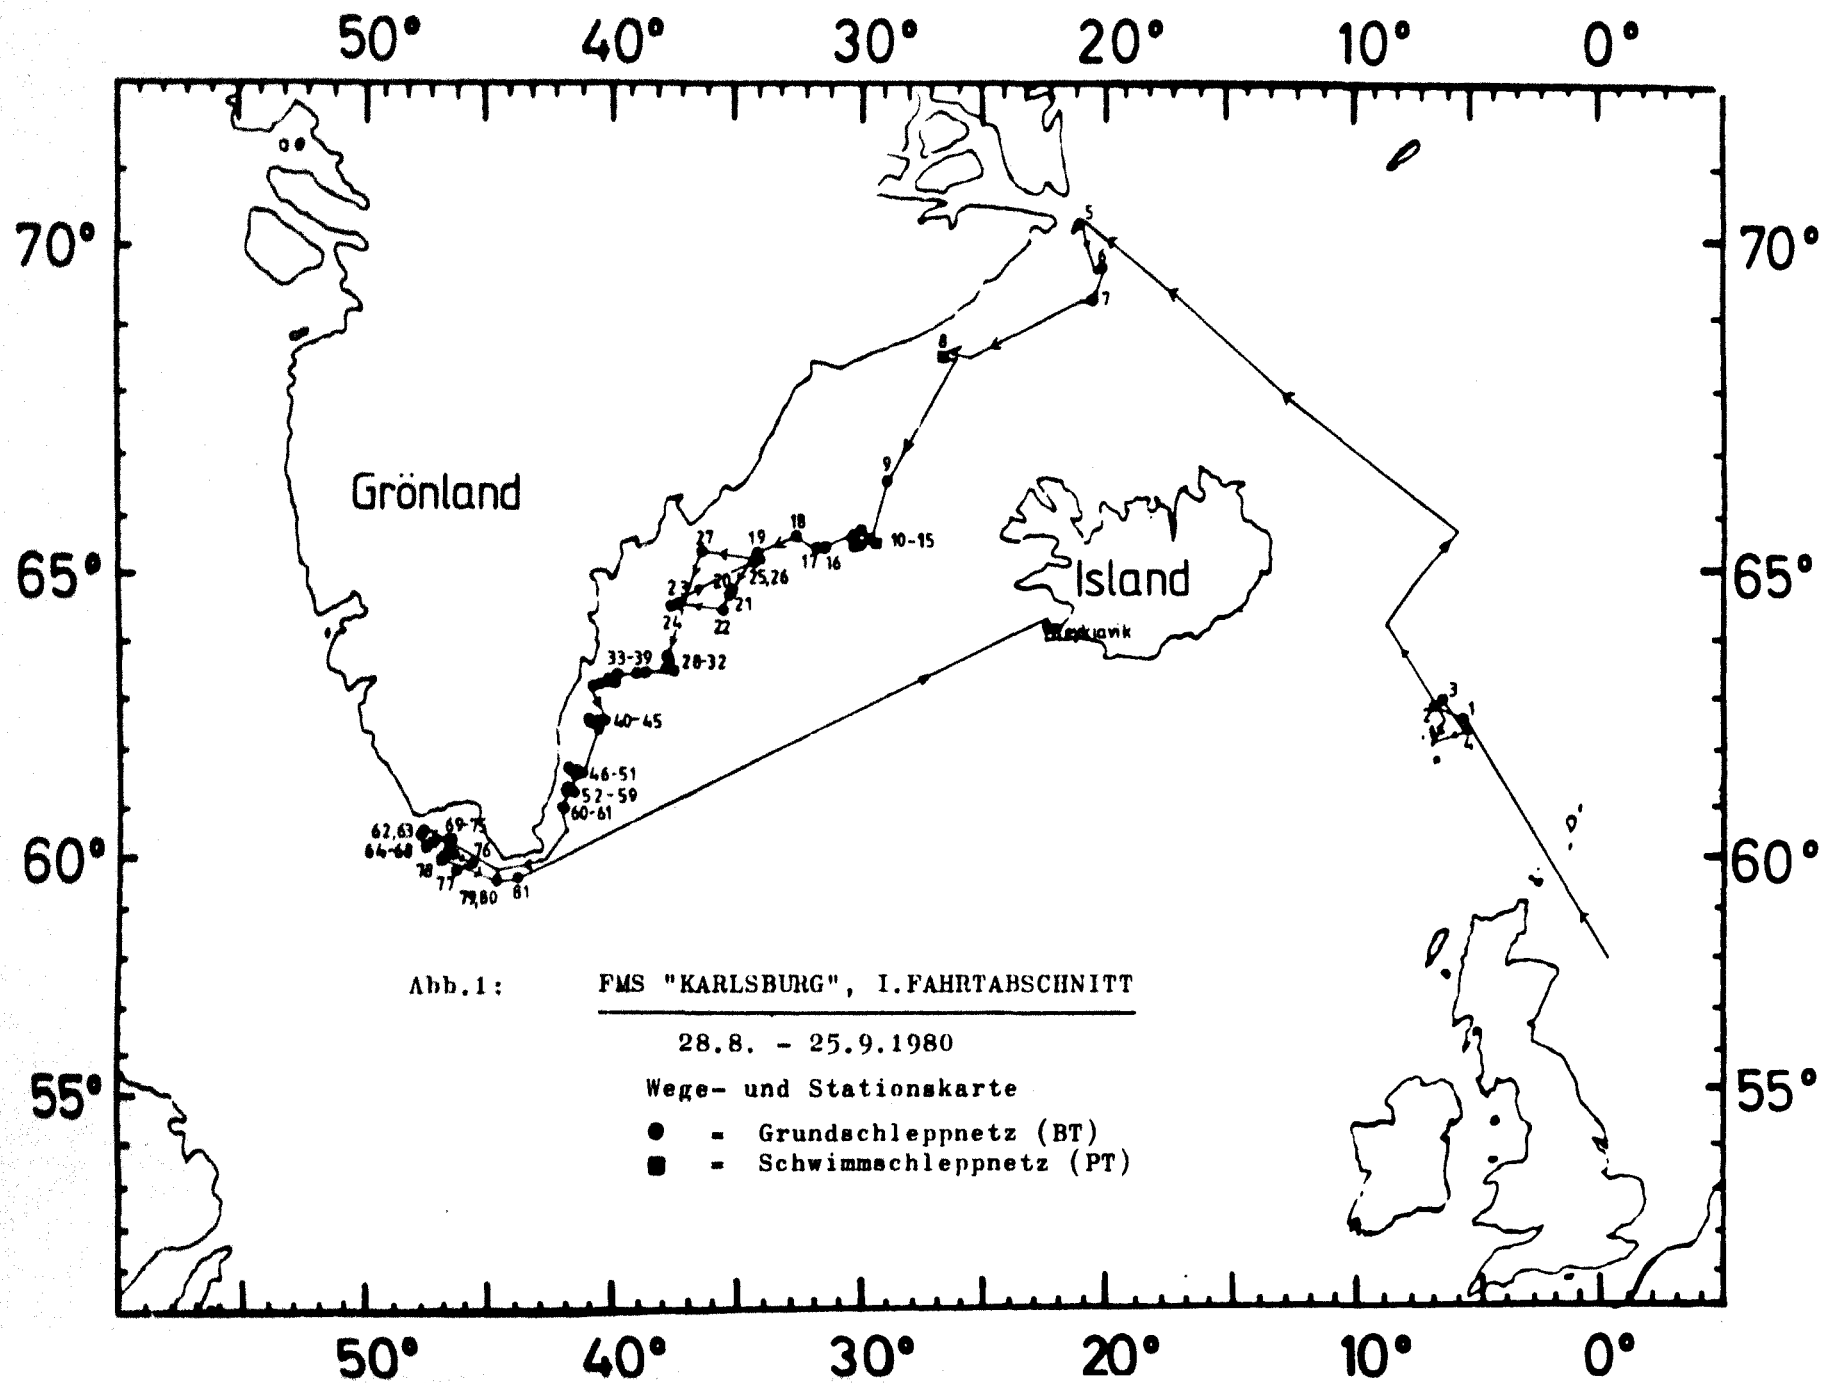 50° 40° 30° 20° 10° 0°
5
70° 70°
6
7
8
9
Grönland
18
27 19
17 16 10-15
65° 65°
20 25,26
23
Island
21
24 22
Reykjavik
33-39 28-32
3
40-45
1
2
4
46-51
52-59
60-61
62,63 69-75
64-68 76
60° 60°
78
77
79,80 81
Abb.1: FMS "KARLSBURG", I.FAHRTABSCHNITT
28.8. - 25.9.1980
55° 55°
Wege- und Stationskarte
● = Grundschleppnetz (BT)
■ = Schwimmschleppnetz (PT)
50° 40° 30° 20° 10° 0°